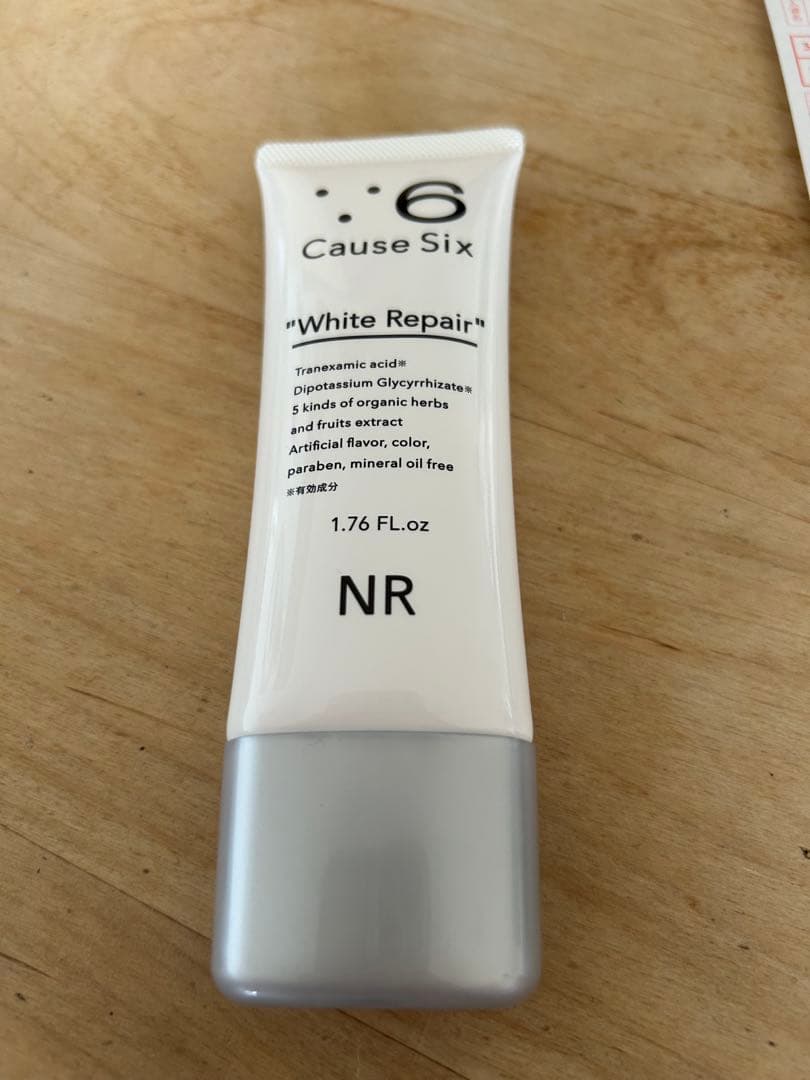 ∵6
Cause Six
"White Repair"
Tranexamic acid※
Dipotassium Glycyrrhizate※
5 kinds of organic herbs
and fruits extract
Artificial flavor, color,
paraben, mineral oil free
※有効成分
1.76 FL.oz
NR